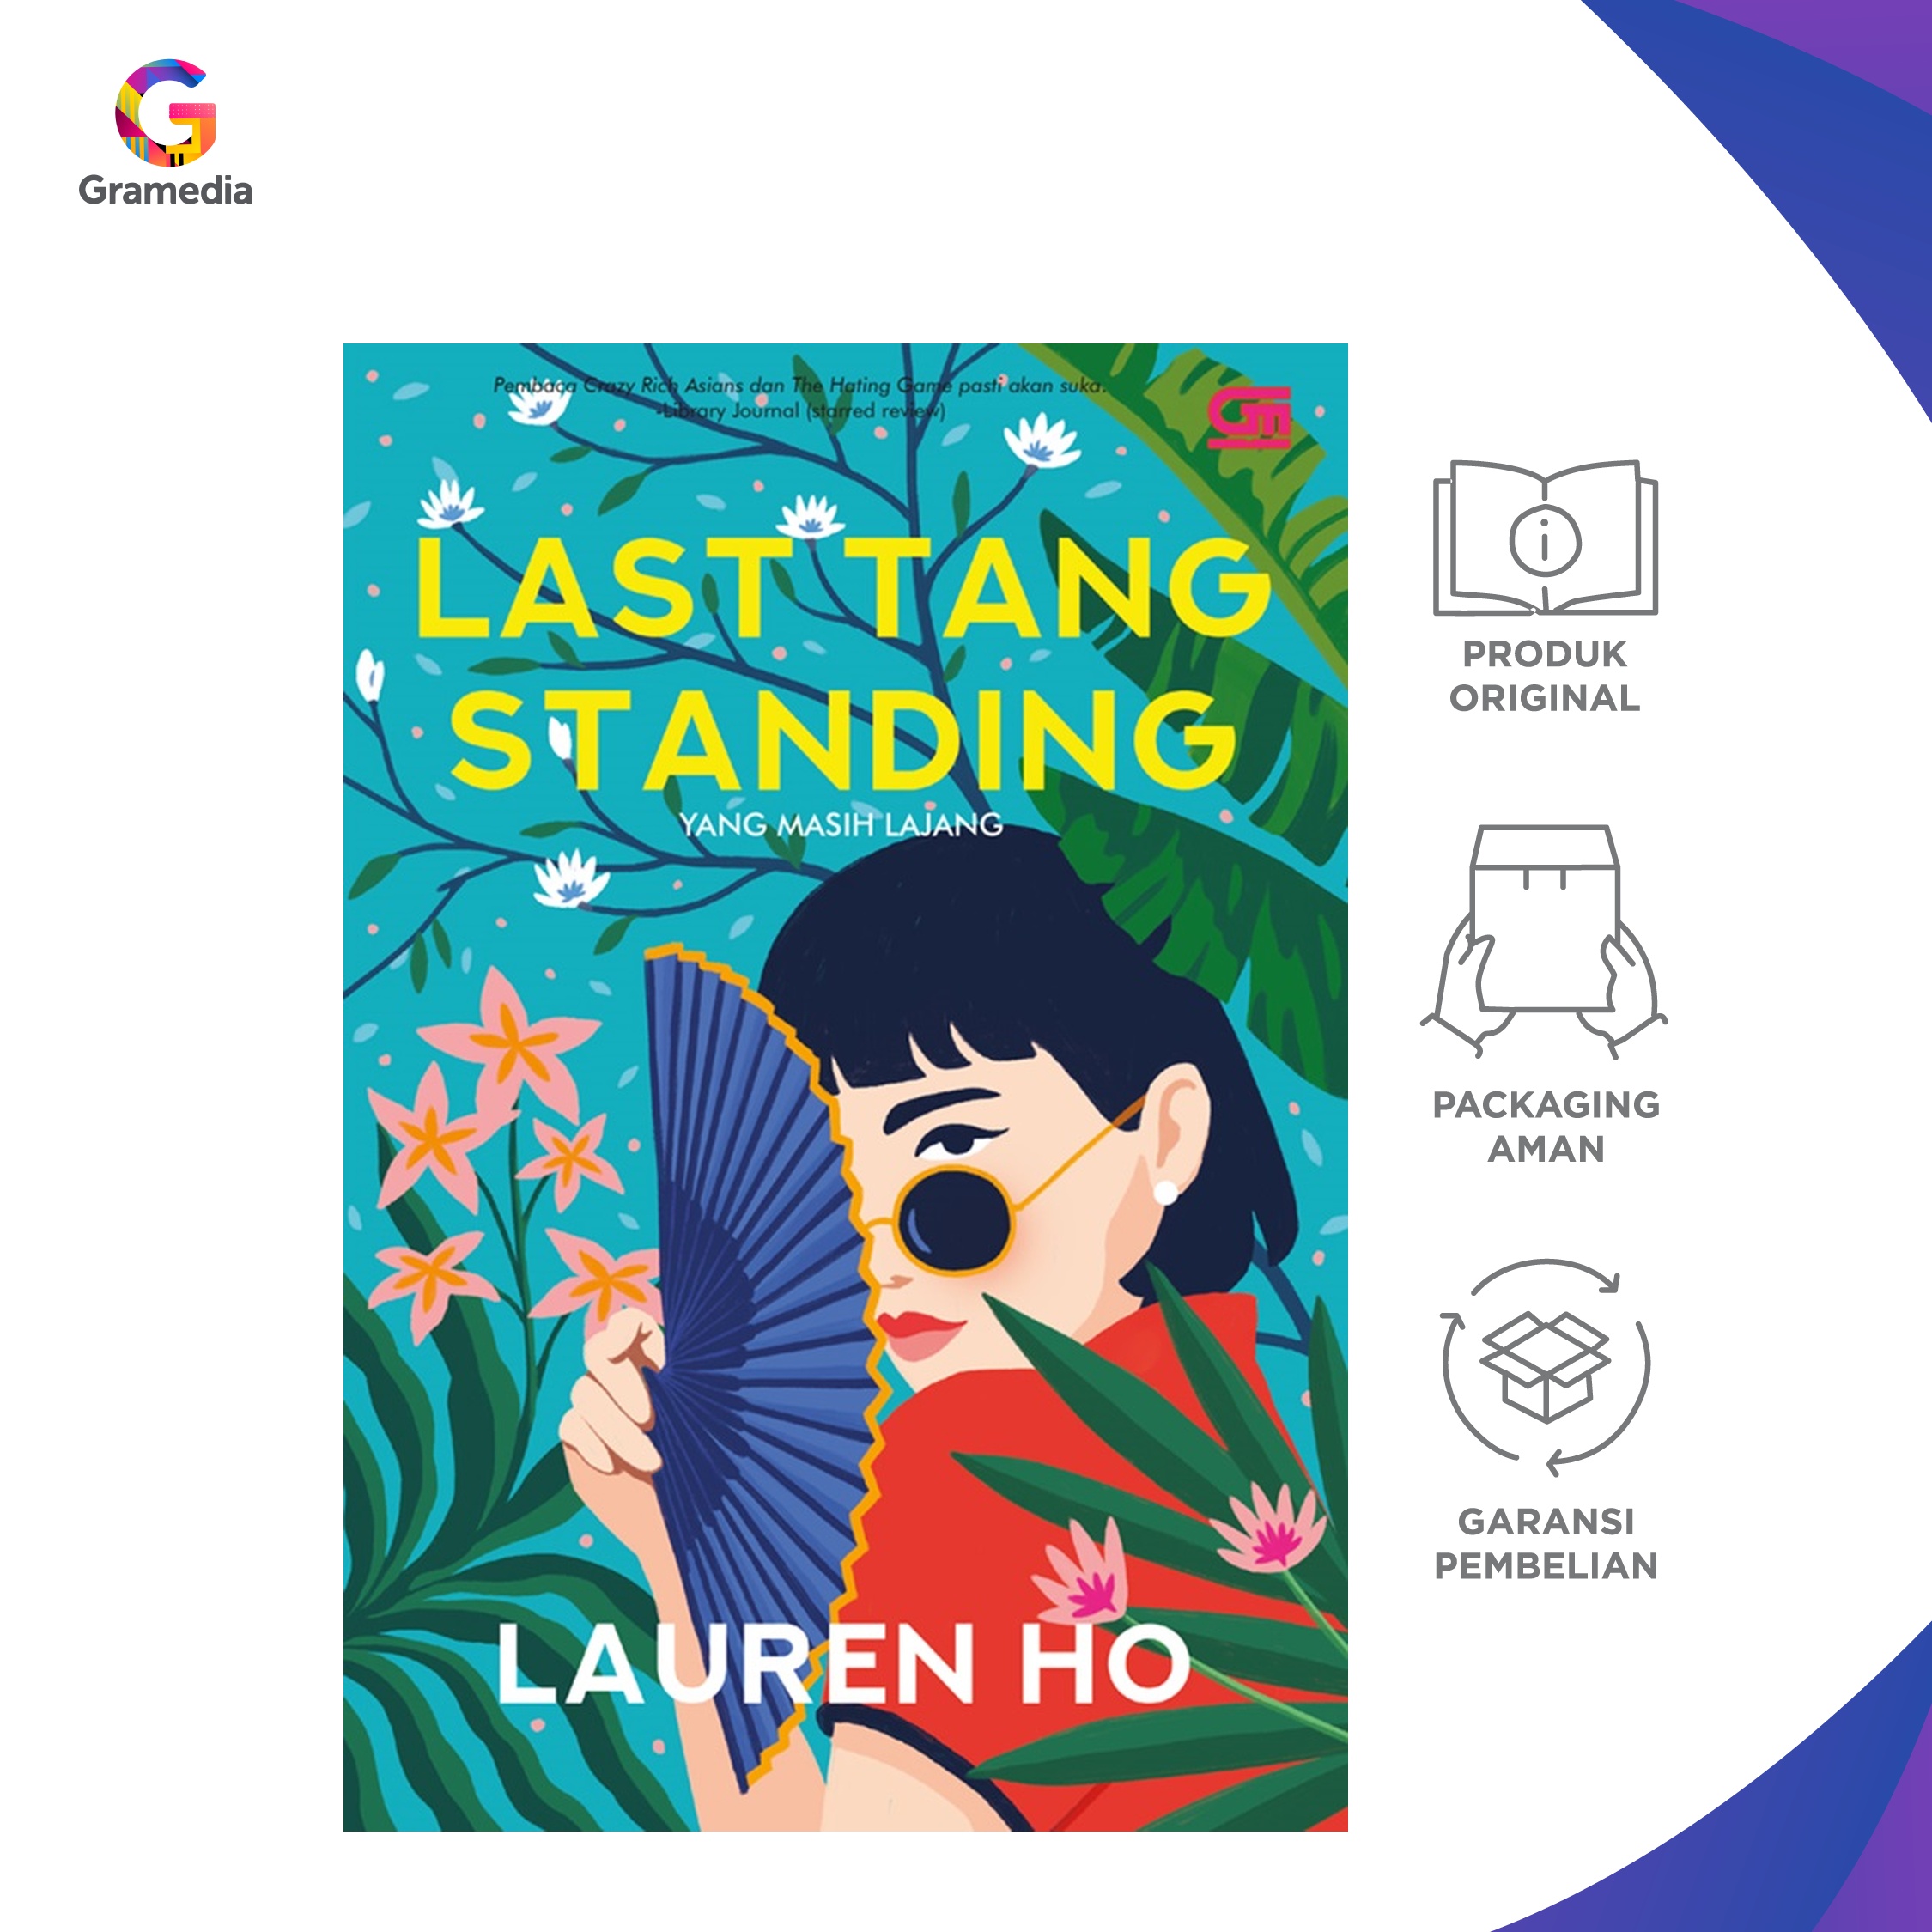 Gramedia
Pembaca Crazy Rich Asians dan The Hating Game pasti akan suka.
-Library Journal (starred review)
GM
LAST TANG
STANDING
YANG MASIH LAJANG
LAUREN HO
PRODUK
ORIGINAL
PACKAGING
AMAN
GARANSI
PEMBELIAN